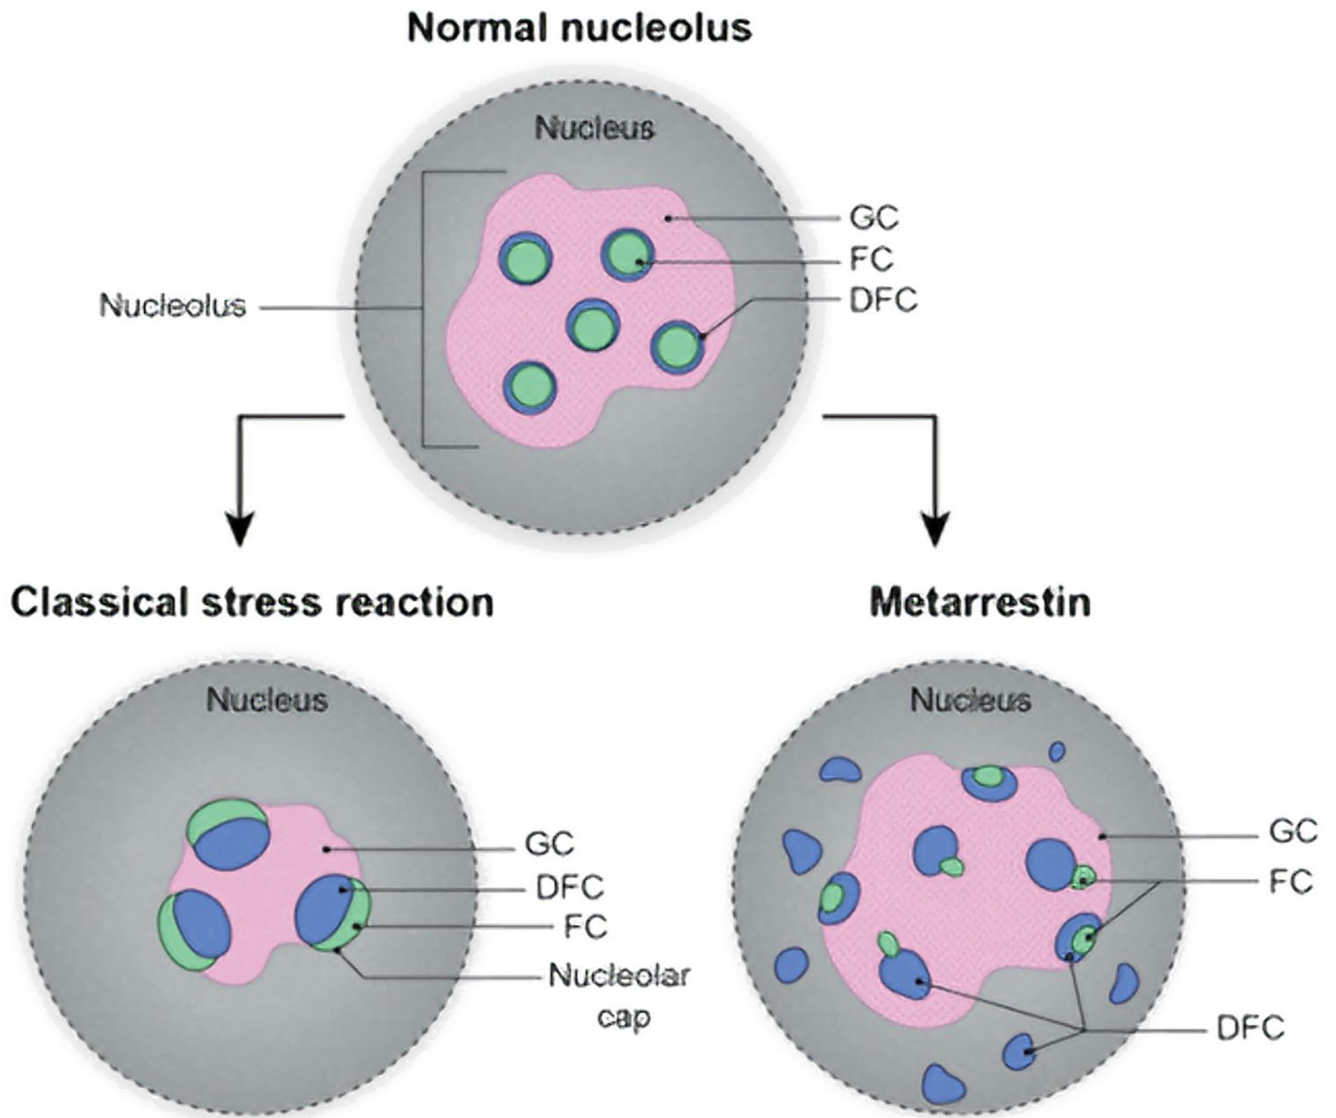 Normal nucleolus
Nucleus
GC
FC
DFC
Nucleolus
Classical stress reaction
Nucleus
GC
DFC
FC
Nucleolar
cap
Metarrestin
Nucleus
GC
FC
DFC